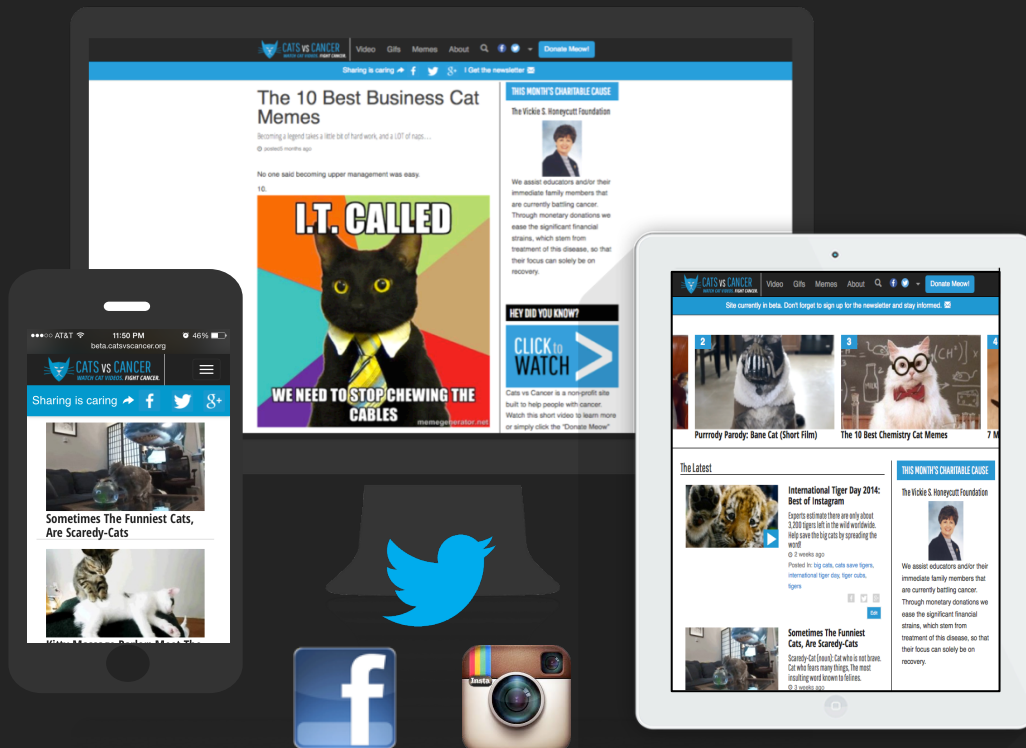 CATS vs CANCER
WATCH CAT VIDEOS. FIGHT CANCER.
Video Gifs Memes About Donate Meow!
Sharing is caring I Get the newsletter
The 10 Best Business Cat
Memes
Becoming a legend takes a little bit of hard work, and a LOT of naps....
posted5 months ago
No one said becoming upper management was easy.
10.
I.T. CALLED
WE NEED TO STOP CHEWING THE
CABLES
memegenerator.net
THIS MONTH'S CHARITABLE CAUSE
The Vickie S. Honeycutt Foundation
We assist educators and/or their
immediate family members that
are currently battling cancer.
Through monetary donations we
ease the significant financial
strains, which stem from
treatment of this disease, so that
their focus can solely be on
recovery.
HEY DID YOU KNOW?
CLICK to
WATCH
Cats vs Cancer is a non-profit site
built to help people with cancer.
Watch this short video to learn more
or simply click the "Donate Meow"
AT&T 11:50 PM 46%
beta.catsvscancer.org
CATS vs CANCER
WATCH CAT VIDEOS. FIGHT CANCER.
Sharing is caring
Sometimes The Funniest Cats,
Are Scaredy-Cats
CATS vs CANCER
WATCH CAT VIDEOS. FIGHT CANCER.
Video Gifs Memes About Donate Meow!
Site currently in beta. Don't forget to sign up for the newsletter and stay informed.
2
Purrrody Parody: Bane Cat (Short Film)
3
The 10 Best Chemistry Cat Memes
4
7 M
The Latest
International Tiger Day 2014:
Best of Instagram
Experts estimate there are only about
3,200 tigers left in the wild worldwide.
Help save the big cats by spreading the
word!
3 weeks ago
Posted in: big cats, cats save tigers,
international tiger day, tiger cubs,
tigers
Edit
Sometimes The Funniest
Cats, Are Scaredy-Cats
Scaredy-Cat (noun): Cat who is not brave.
Cat who fears many things. The most
insulting word known to felines.
3 weeks ago
THIS MONTH'S CHARITABLE CAUSE
The Vickie S. Honeycutt Foundation
We assist educators and/or their
immediate family members that
are currently battling cancer.
Through monetary donations we
ease the significant financial
strains, which stem from
treatment of this disease, so that
their focus can solely be on
recovery.
Insta